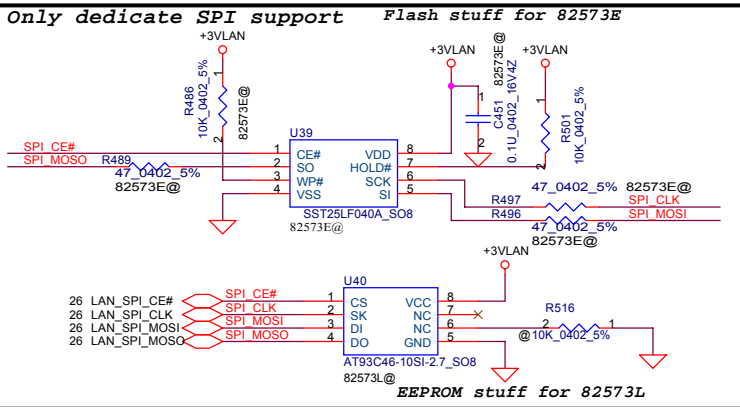 Only dedicate SPI support
Flash stuff for 82573E
+3VLAN
+3VLAN
+3VLAN
R486
10K_0402_5%
82573E@
1
2
82573E@
C451
0.1U_0402_16V4Z
1
2
R501
10K_0402_5%
1
2
U39
SPI_CE#
1
CE#
VDD
8
SPI_MOSO
R489
47_0402_5%
82573E@
2
SO
HOLD#
7
3
WP#
SCK
6
4
VSS
SI
5
SST25LF040A_SO8
82573E@
R497
47_0402_5%
82573E@
SPI_CLK
R496
47_0402_5%
82573E@
SPI_MOSI
+3VLAN
U40
26 LAN_SPI_CE#
SPI_CE#
1
CS
VCC
8
26 LAN_SPI_CLK
SPI_CLK
2
SK
NC
7
26 LAN_SPI_MOSI
SPI_MOSI
3
DI
NC
6
26 LAN_SPI_MOSO
SPI_MOSO
4
DO
GND
5
R516
2
1
@10K_0402_5%
AT93C46-10SI-2.7_SO8
82573L@
EEPROM stuff for 82573L